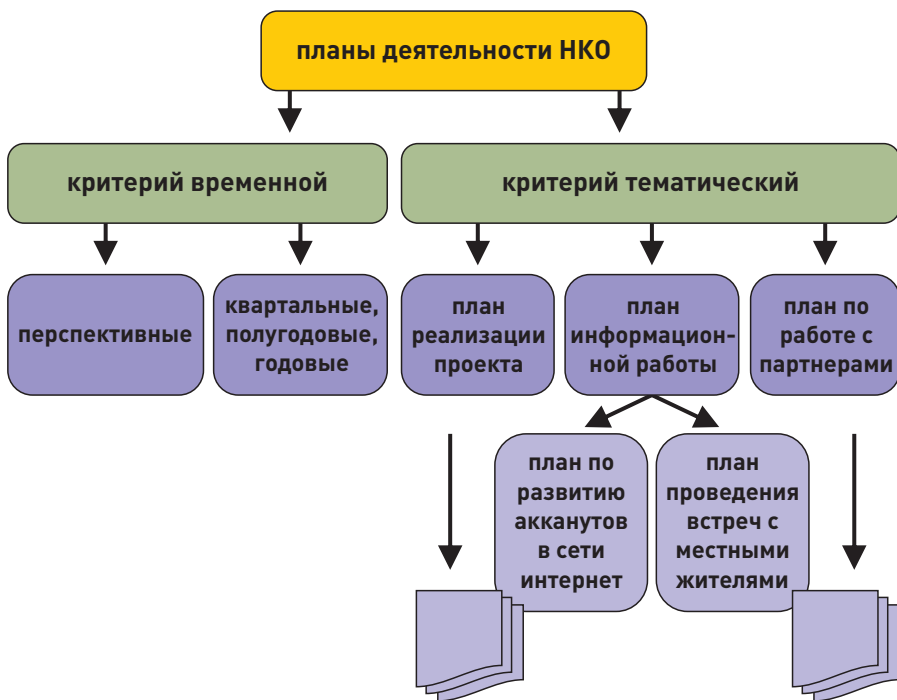 планы деятельности НКО
критерий временной
критерий тематический
перспективные
квартальные,
полугодовые,
годовые
план
реализации
проекта
план
информацион-
ной работы
план по
работе с
партнерами
план по
развитию
акканутов
в сети
интернет
план
проведения
встреч с
местными
жителями